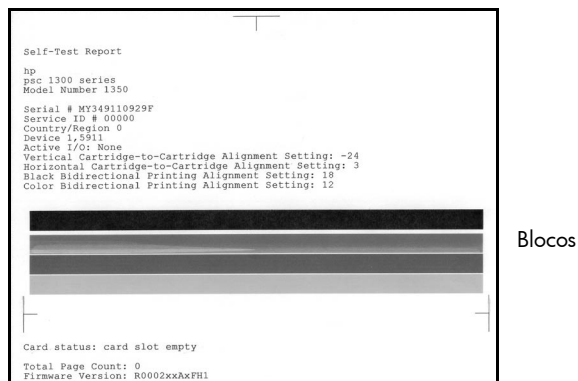 Self-Test Report
hp
psc 1300 series
Model Number 1350
Serial # MY349110929F
Service ID # 00000
Country/Region 0
Device 1,5911
Active I/O: None
Vertical Cartridge-to-Cartridge Alignment Setting: -24
Horizontal Cartridge-to-Cartridge Alignment Setting: 3
Black Bidirectional Printing Alignment Setting: 18
Color Bidirectional Printing Alignment Setting: 12
Blocos
Card status: card slot empty
Total Page Count: 0
Firmware Version: R0002xxAxFH1